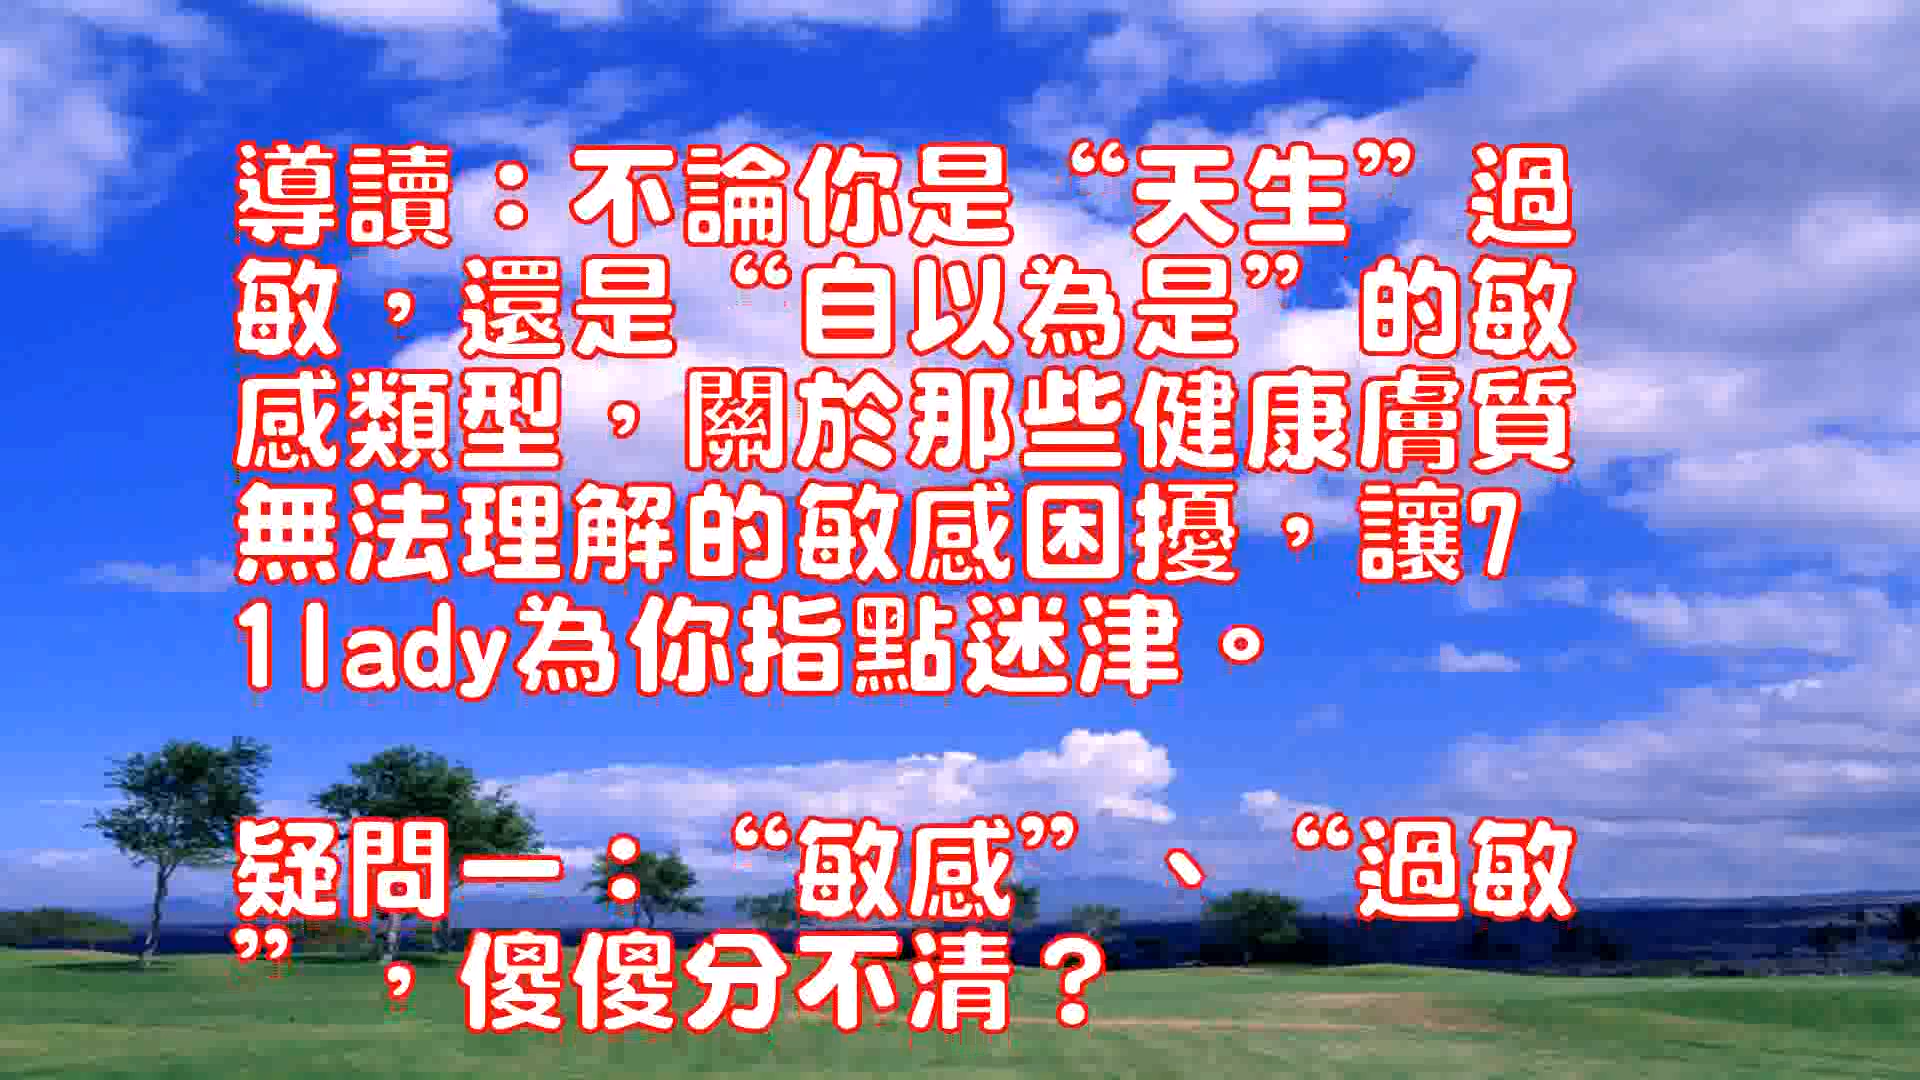 導讀：不論你是“天生”過
敏，還是“自以為是”的敏
感類型，關於那些健康膚質
無法理解的敏感困擾，讓7
1lady為你指點迷津。
疑問一：“敏感”、“過敏
”，傻傻分不清？